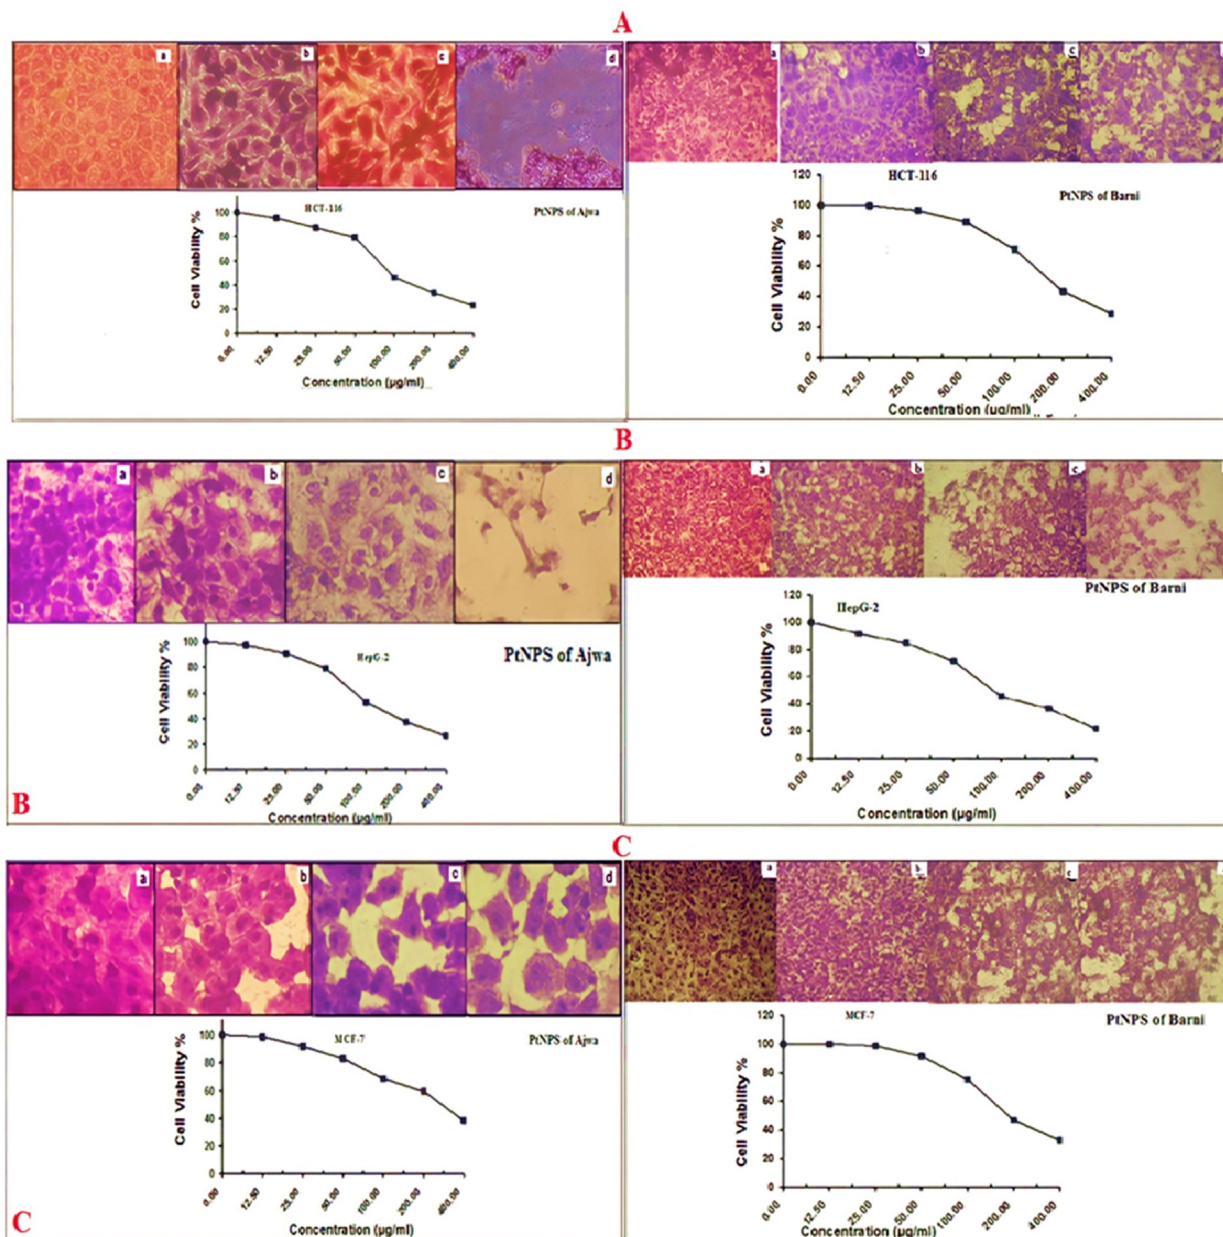 A
a b c d
a b c
HCT-116
PtNPS of Ajwa
Cell Viability %
100
80
60
40
20
0
0.00 12.50 25.00 50.00 100.00 200.00 400.00
Concentration (µg/ml)
HCT-116
PtNPS of Barni
Cell Viability %
120
100
80
60
40
20
0
0.00 12.50 25.00 50.00 100.00 200.00 400.00
Concentration (µg/ml)
B
a b c d
a b c
HepG-2
PtNPS of Ajwa
Cell Viability %
100
80
60
40
20
0
0.00 12.50 25.00 50.00 100.00 200.00 400.00
Concentration (µg/ml)
B
PtNPS of Barni
HepG-2
Cell Viability %
120
100
80
60
40
20
0
0.00 12.50 25.00 50.00 100.00 200.00 400.00
Concentration (µg/ml)
C
a b c d
a b c
MCF-7
PtNPS of Ajwa
Cell Viability %
100
80
60
40
20
0
0.00 12.50 25.00 50.00 100.00 200.00 400.00
Concentration (µg/ml)
C
MCF-7
PtNPS of Barni
Cell Viability %
120
100
80
60
40
20
0
0.00 12.50 25.00 50.00 100.00 200.00 400.00
Concentration (µg/ml)